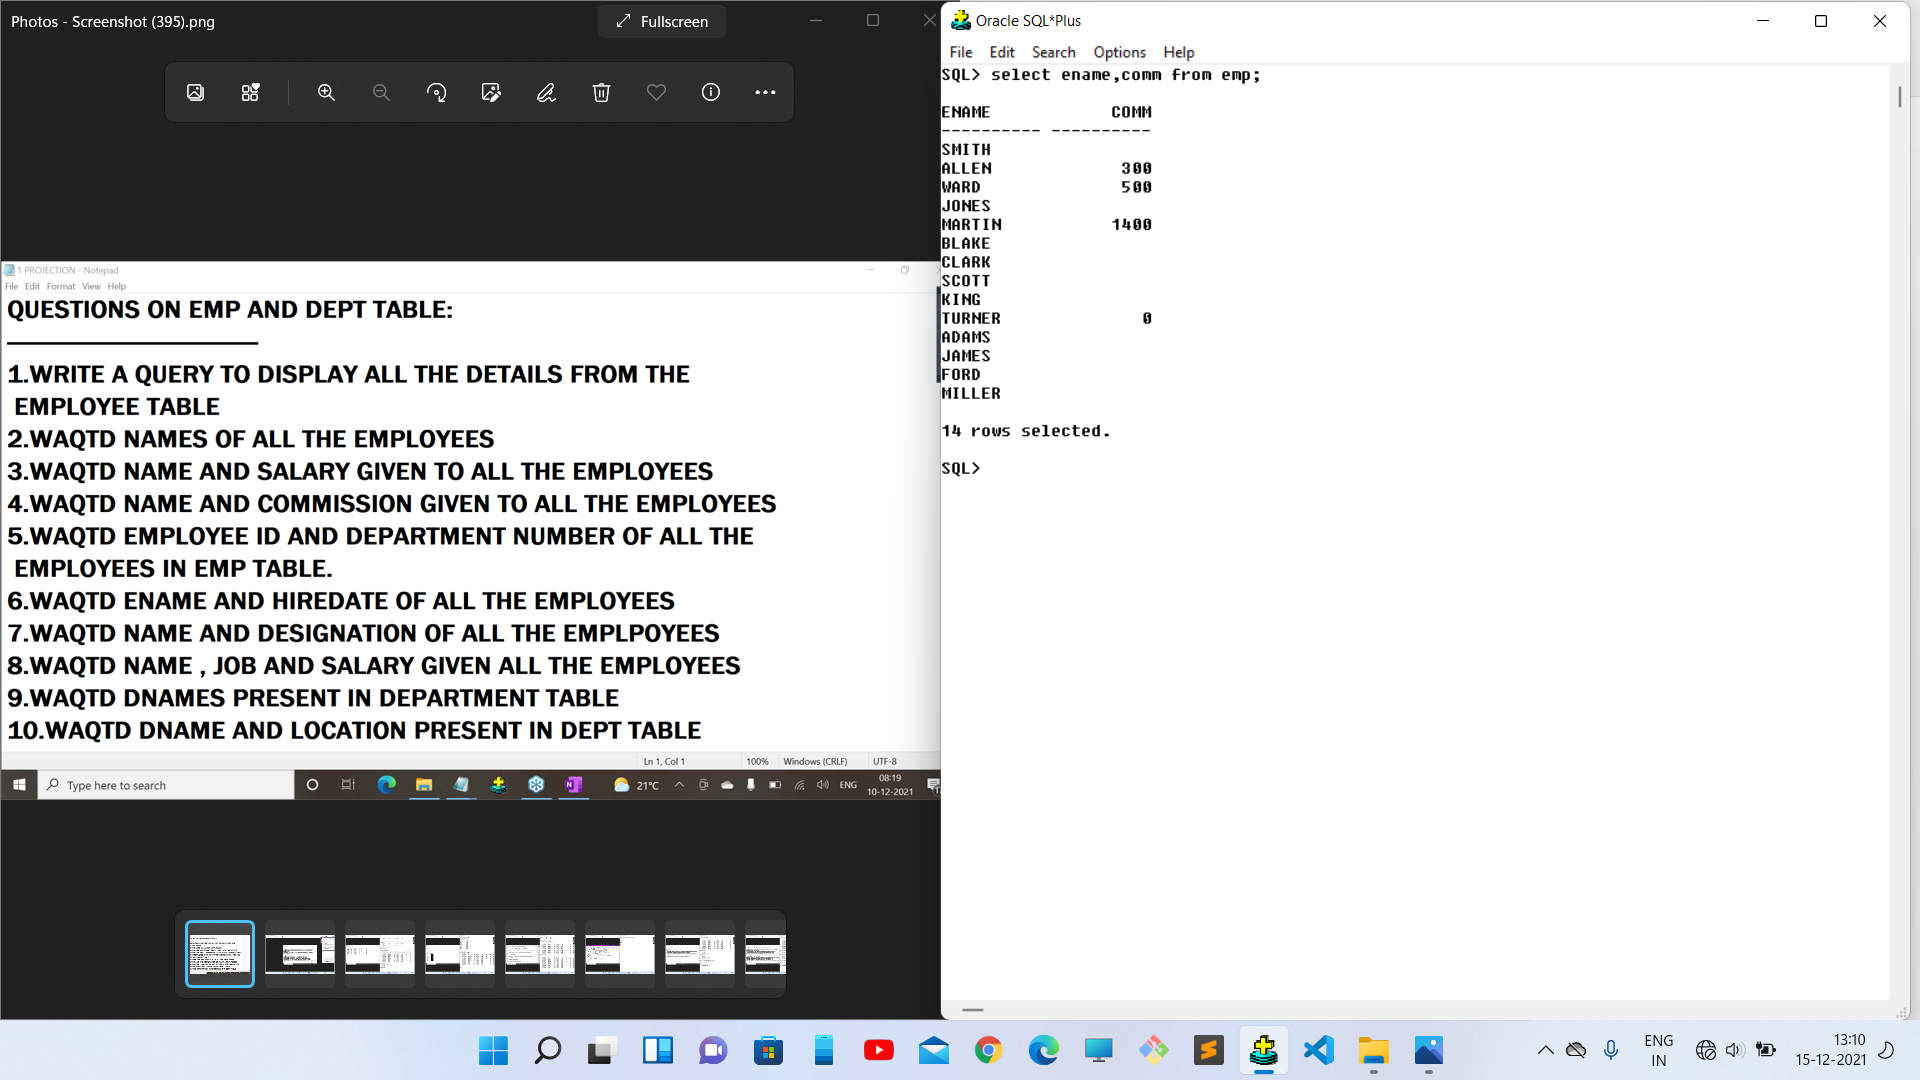 Photos - Screenshot (395).png
Fullscreen
1 PROJECTION - Notepad
File Edit Format View Help
QUESTIONS ON EMP AND DEPT TABLE:
1.WRITE A QUERY TO DISPLAY ALL THE DETAILS FROM THE
EMPLOYEE TABLE
2.WAQTD NAMES OF ALL THE EMPLOYEES
3.WAQTD NAME AND SALARY GIVEN TO ALL THE EMPLOYEES
4.WAQTD NAME AND COMMISSION GIVEN TO ALL THE EMPLOYEES
5.WAQTD EMPLOYEE ID AND DEPARTMENT NUMBER OF ALL THE
EMPLOYEES IN EMP TABLE.
6.WAQTD ENAME AND HIREDATE OF ALL THE EMPLOYEES
7.WAQTD NAME AND DESIGNATION OF ALL THE EMPLPOYEES
8.WAQTD NAME , JOB AND SALARY GIVEN ALL THE EMPLOYEES
9.WAQTD DNAMES PRESENT IN DEPARTMENT TABLE
10.WAQTD DNAME AND LOCATION PRESENT IN DEPT TABLE
Ln 1, Col 1 100% Windows (CRLF) UTF-8
Type here to search
21°C
ENG
08:19
10-12-2021
Oracle SQL*Plus
File Edit Search Options Help
SQL> select ename,comm from emp;
ENAME COMM
---------- ----------
SMITH
ALLEN 300
WARD 500
JONES
MARTIN 1400
BLAKE
CLARK
SCOTT
KING
TURNER 0
ADAMS
JAMES
FORD
MILLER
14 rows selected.
SQL>
ENG
IN
13:10
15-12-2021